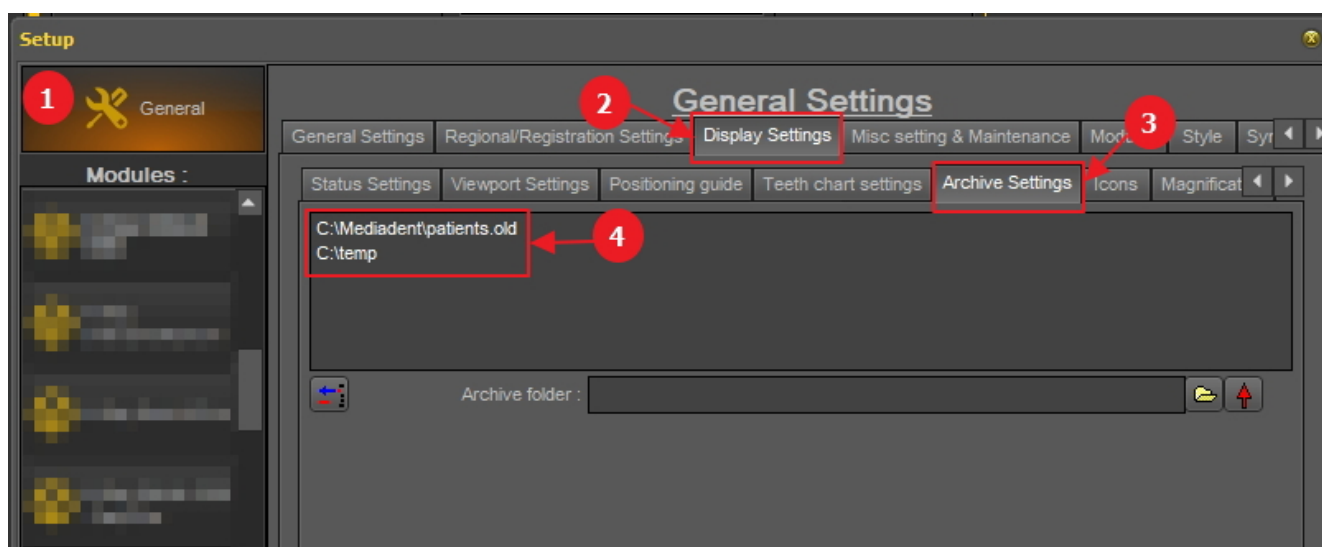 Setup
1
General
2
General Settings
General Settings
Regional/Registration Settings
Display Settings
Misc setting & Maintenance
3
Style
Modules :
Status Settings
Viewport Settings
Positioning guide
Teeth chart settings
Archive Settings
Icons
Magnificat
C:\Mediadent\patients.old
C:\temp
4
Archive folder :